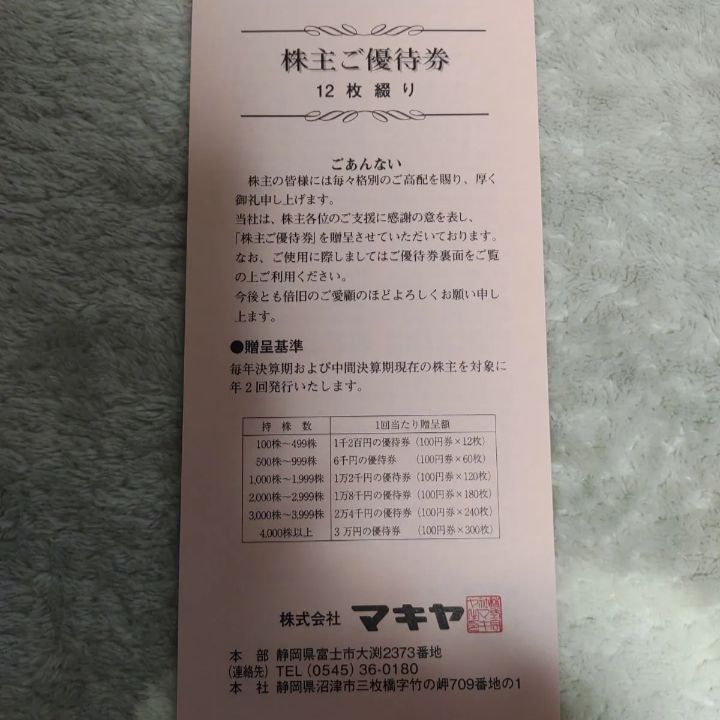 株主ご優待券
12枚綴り
ごあんない
株主の皆様には毎々格別のご高配を賜り、厚く
御礼申し上げます。
当社は、株主各位のご支援に感謝の意を表し、
「株主ご優待券」を贈呈させていただいております。
なお、ご使用に際しましてはご優待券裏面をご覧
の上ご利用ください。
今後とも倍旧のご愛顧のほどよろしくお願い申し
上ます。
●贈呈基準
毎年決算期および中間決算期現在の株主を対象に
年2回発行いたします。
持株数 1回当たり贈呈額
100株~499株 1千2百円の優待券(100円券×12枚)
500株~999株 6千円の優待券 (100円券×60枚)
1,000株~1,999株 1万2千円の優待券(100円券×120枚)
2,000株~2,999株 1万8千円の優待券(100円券×180枚)
3,000株~3,999株 2万4千円の優待券(100円券×240枚)
4,000株以上 3万円の優待券 (100円券×300枚)
株式会社 マキヤ
本部 静岡県富士市大渕2373番地
(連絡先) TEL (0545) 36-0180
本社 静岡県沼津市三枚橋字竹の岬709番地の1